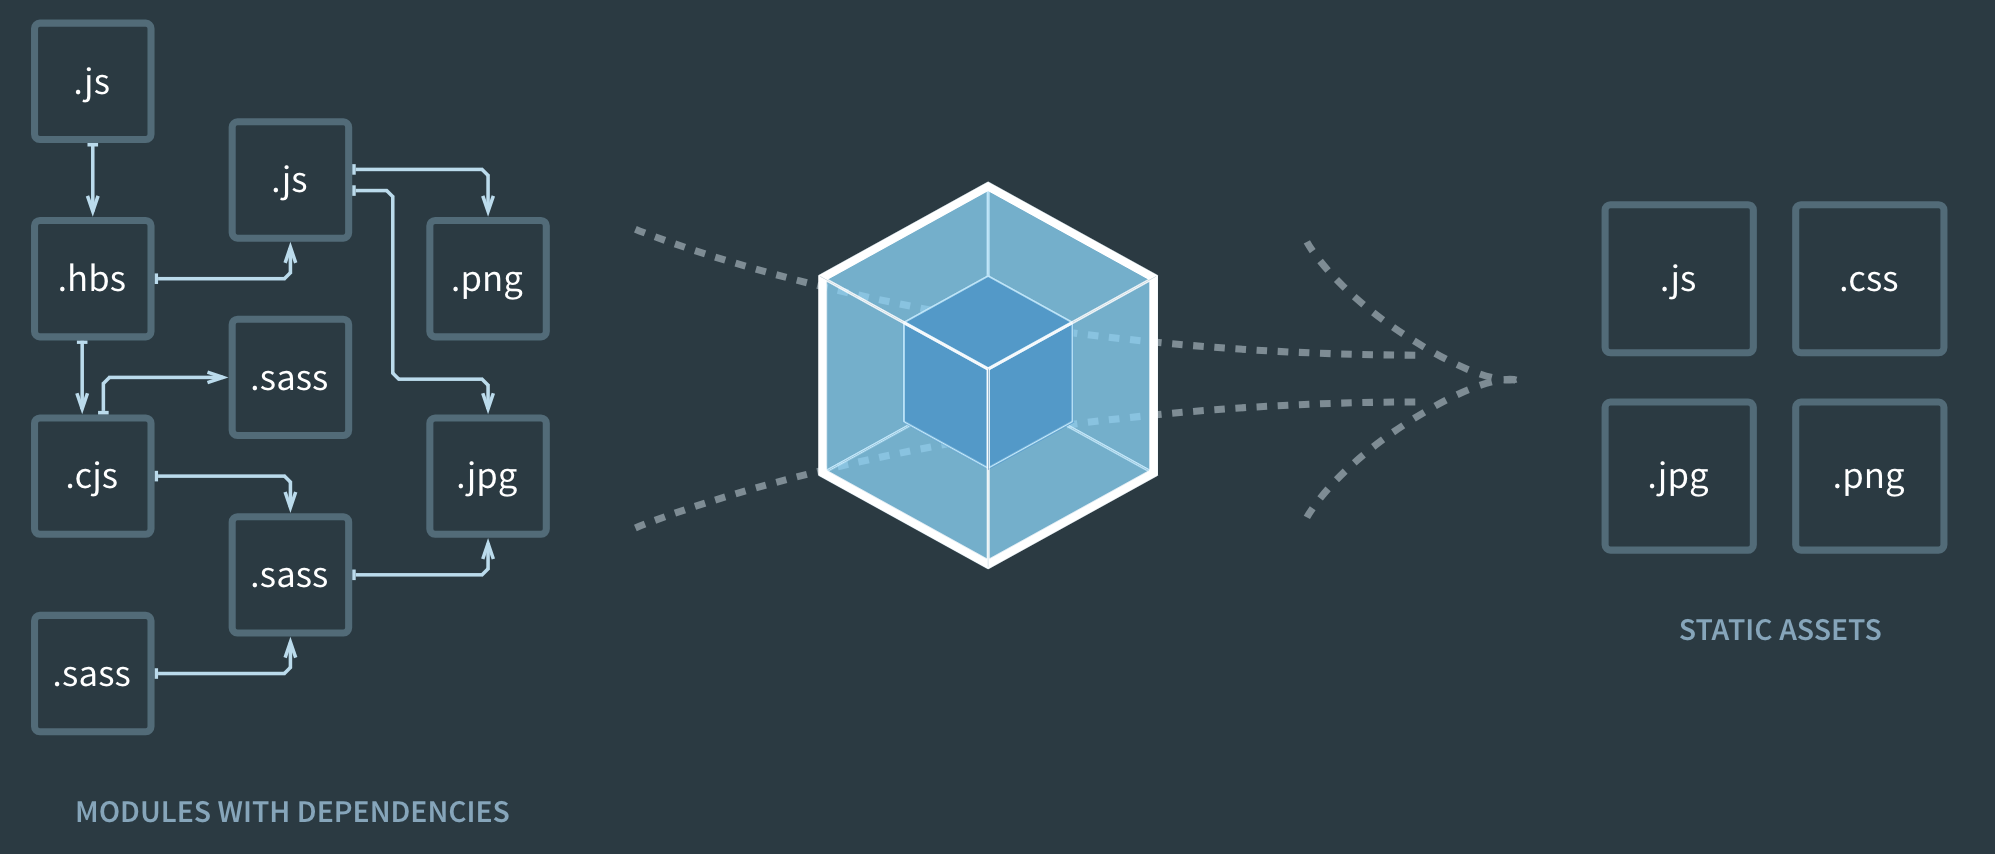 .js
.js
.hbs
.png
.sass
.cjs
.jpg
.sass
.sass
MODULES WITH DEPENDENCIES
.js
.css
.jpg
.png
STATIC ASSETS